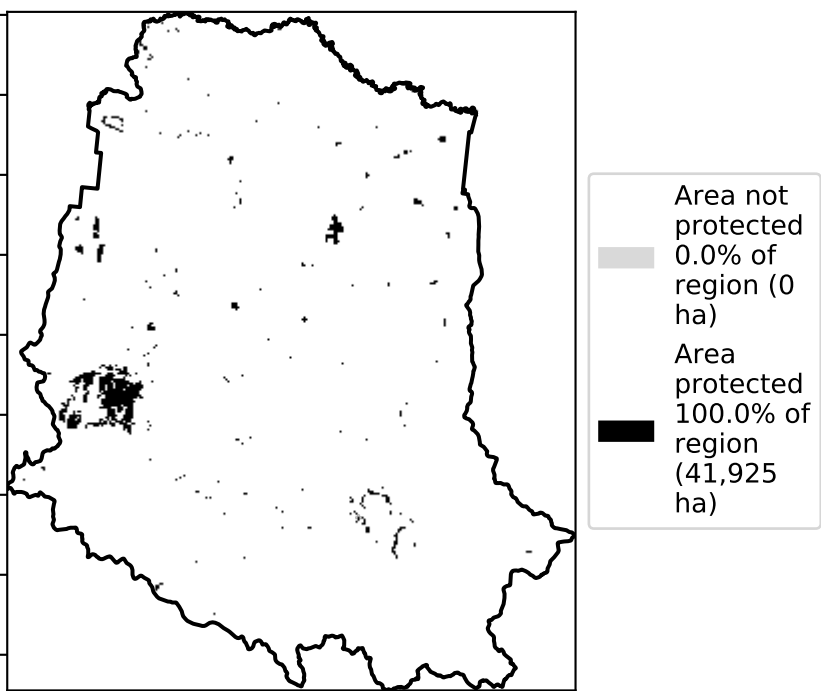 Area not
protected
0.0% of
region (0
ha)
Area
protected
100.0% of
region
(41,925
ha)